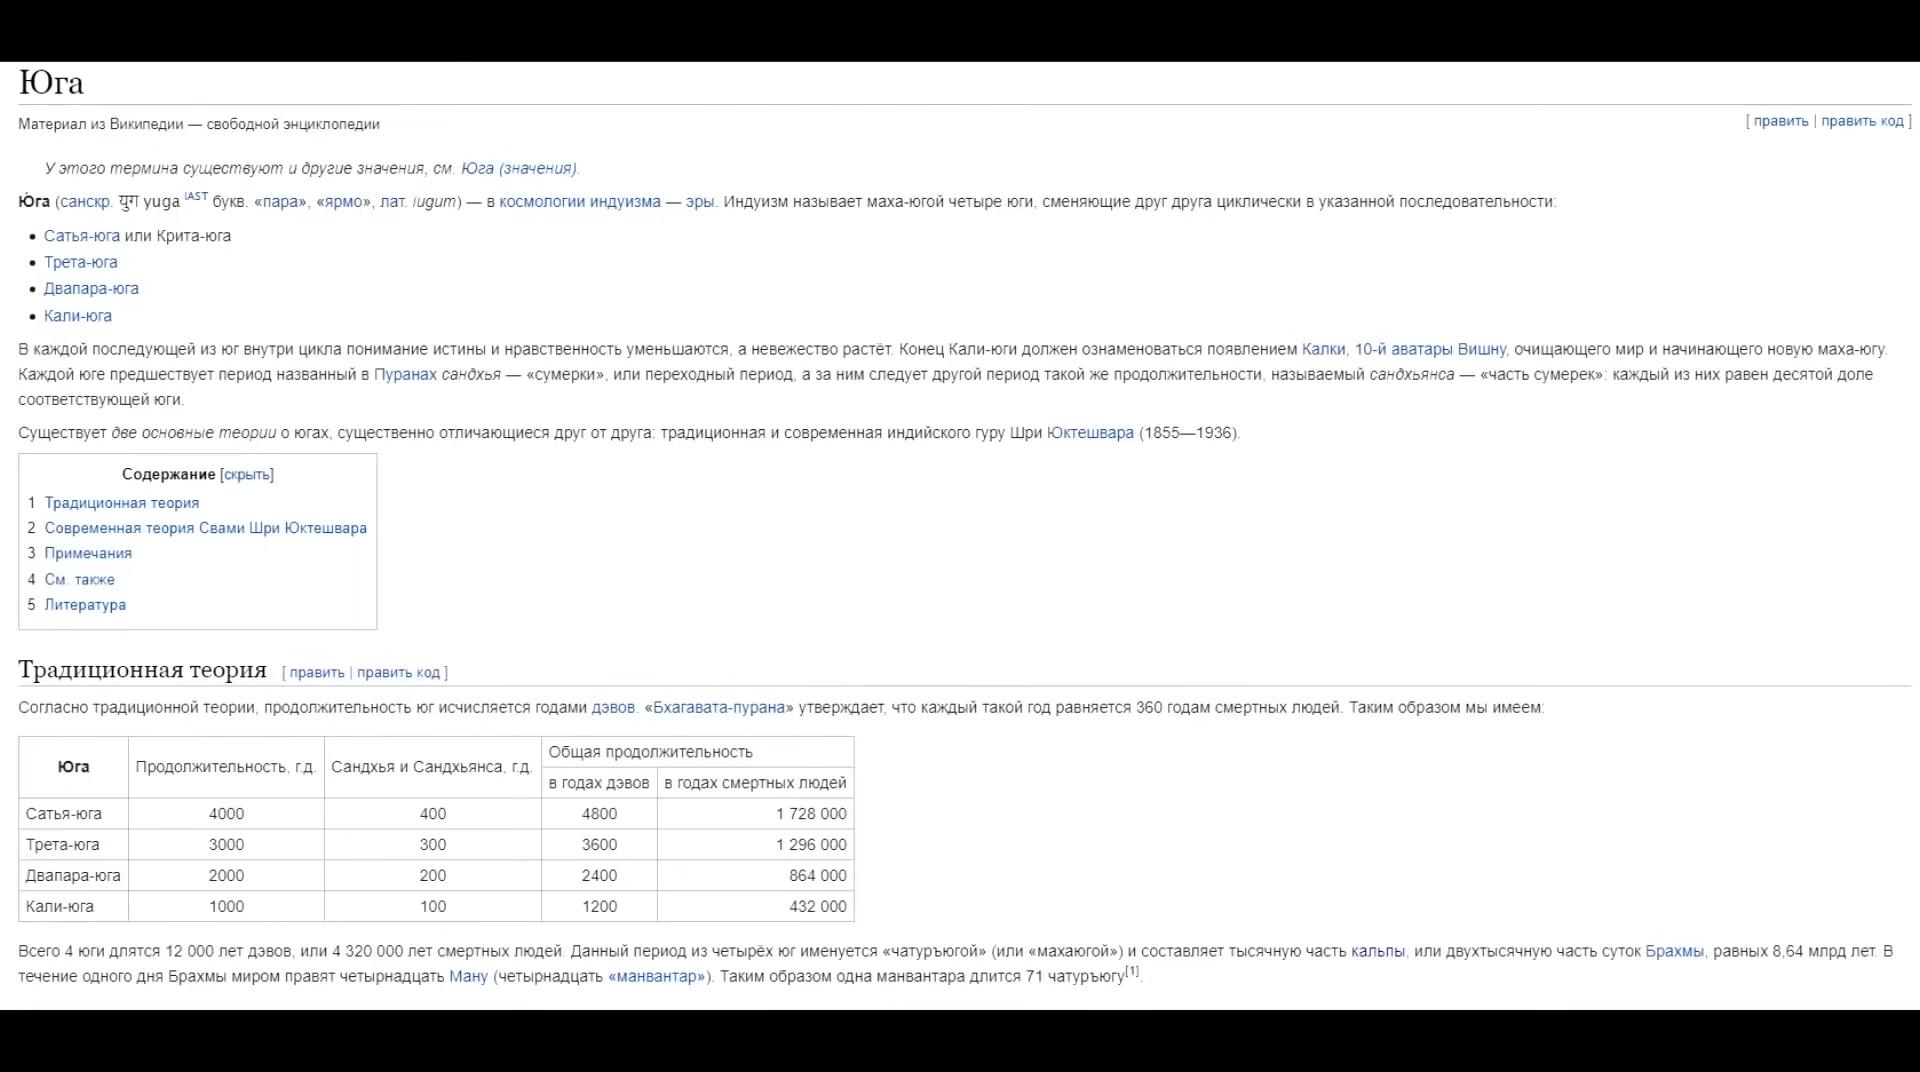 Юга
Материал из Википедии — свободной энциклопедии
[ править | править код ]
У этого термина существуют и другие значения, см. Юга (значения).
Ю́га (санскр. युग yuga IAST букв. «пара», «ярмо», лат. iugum) — в космологии индуизма — эры. Индуизм называет маха-югой четыре юги, сменяющие друг друга циклически в указанной последовательности:
• Сатья-юга или Крита-юга
• Трета-юга
• Двапара-юга
• Кали-юга
В каждой последующей из юг внутри цикла понимание истины и нравственность уменьшаются, а невежество растёт. Конец Кали-юги должен ознаменоваться появлением Калки, 10-й аватары Вишну, очищающего мир и начинающего новую маха-югу.
Каждой юге предшествует период названный в Пуранах сандхья — «сумерки», или переходный период, а за ним следует другой период такой же продолжительности, называемый сандхьянса — «часть сумерек»: каждый из них равен десятой доле
соответствующей юги.
Существует две основные теории о югах, существенно отличающиеся друг от друга: традиционная и современная индийского гуру Шри Юктешвара (1855—1936).
Содержание [скрыть]
1 Традиционная теория
2 Современная теория Свами Шри Юктешвара
3 Примечания
4 См. также
5 Литература
Традиционная теория [ править | править код ]
Согласно традиционной теории, продолжительность юг исчисляется годами дэвов. «Бхагавата-пурана» утверждает, что каждый такой год равняется 360 годам смертных людей. Таким образом мы имеем:
Юга Продолжительность, г.д. Сандхья и Сандхьянса, г.д. Общая продолжительность
в годах дэвов в годах смертных людей
Сатья-юга 4000 400 4800 1 728 000
Трета-юга 3000 300 3600 1 296 000
Двапара-юга 2000 200 2400 864 000
Кали-юга 1000 100 1200 432 000
Всего 4 юги длятся 12 000 лет дэвов, или 4 320 000 лет смертных людей. Данный период из четырёх юг именуется «чатуръюгой» (или «махаюгой») и составляет тысячную часть кальпы, или двухтысячную часть суток Брахмы, равных 8,64 млрд лет. В
течение одного дня Брахмы миром правят четырнадцать Ману (четырнадцать «манвантар»). Таким образом одна манвантара длится 71 чатуръюгу[1].